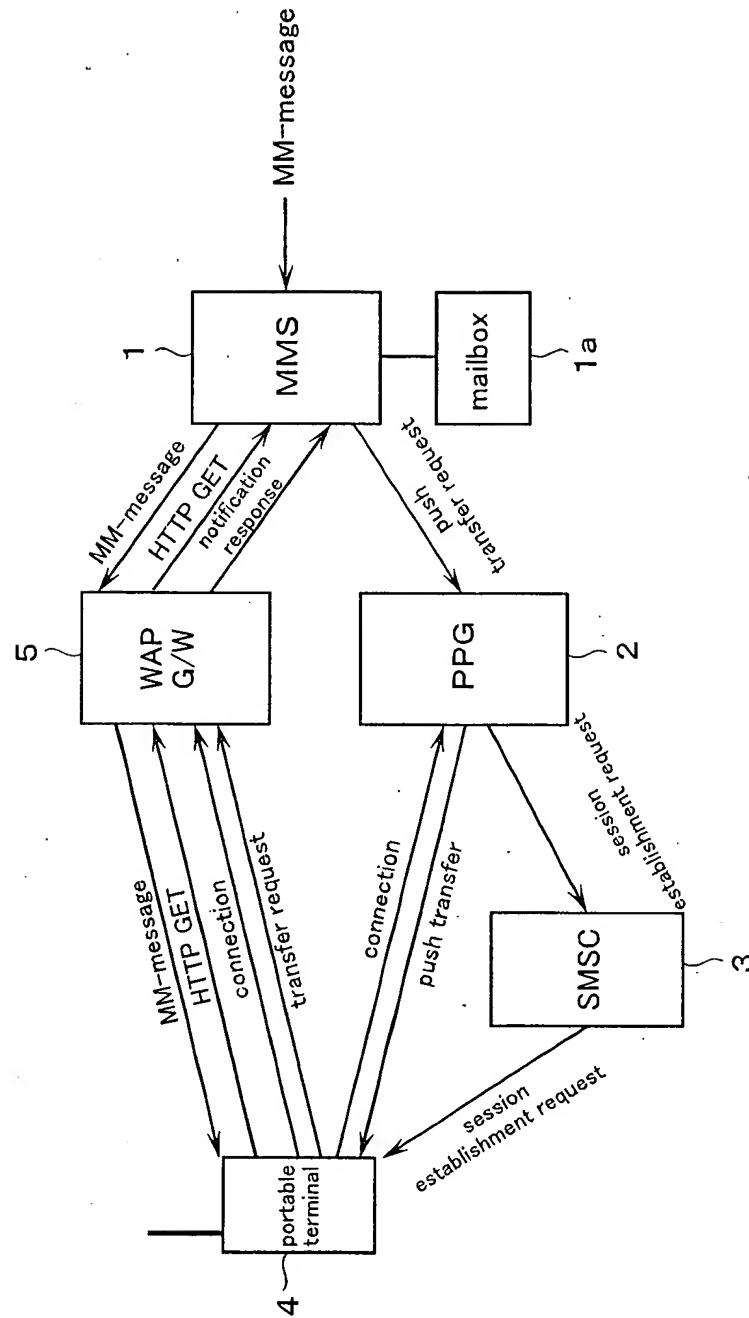 MM-message
1
MMS
mailbox
1a
MM-message
HTTP GET
notification
response
push
transfer request
5
WAP
G/W
PPG
2
MM-message
HTTP GET
connection
transfer request
connection
push transfer
session
establishment request
SMSC
3
session
establishment request
portable
terminal
4